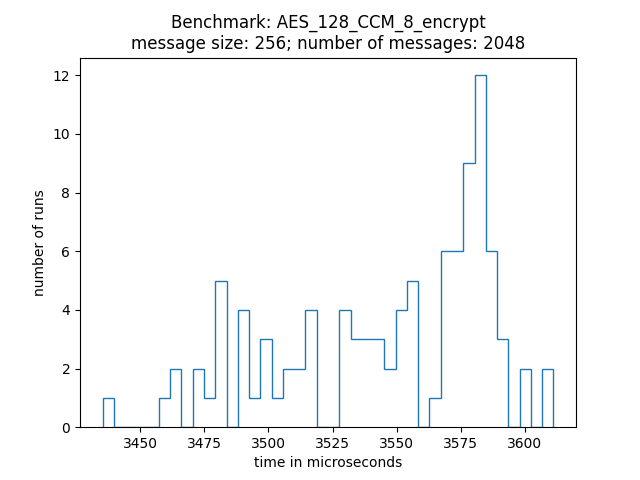 Benchmark: AES_128_CCM_8_encrypt
message size: 256; number of messages: 2048
12
10
8
6
4
2
0
number of runs
3450 3475 3500 3525 3550 3575 3600
time in microseconds